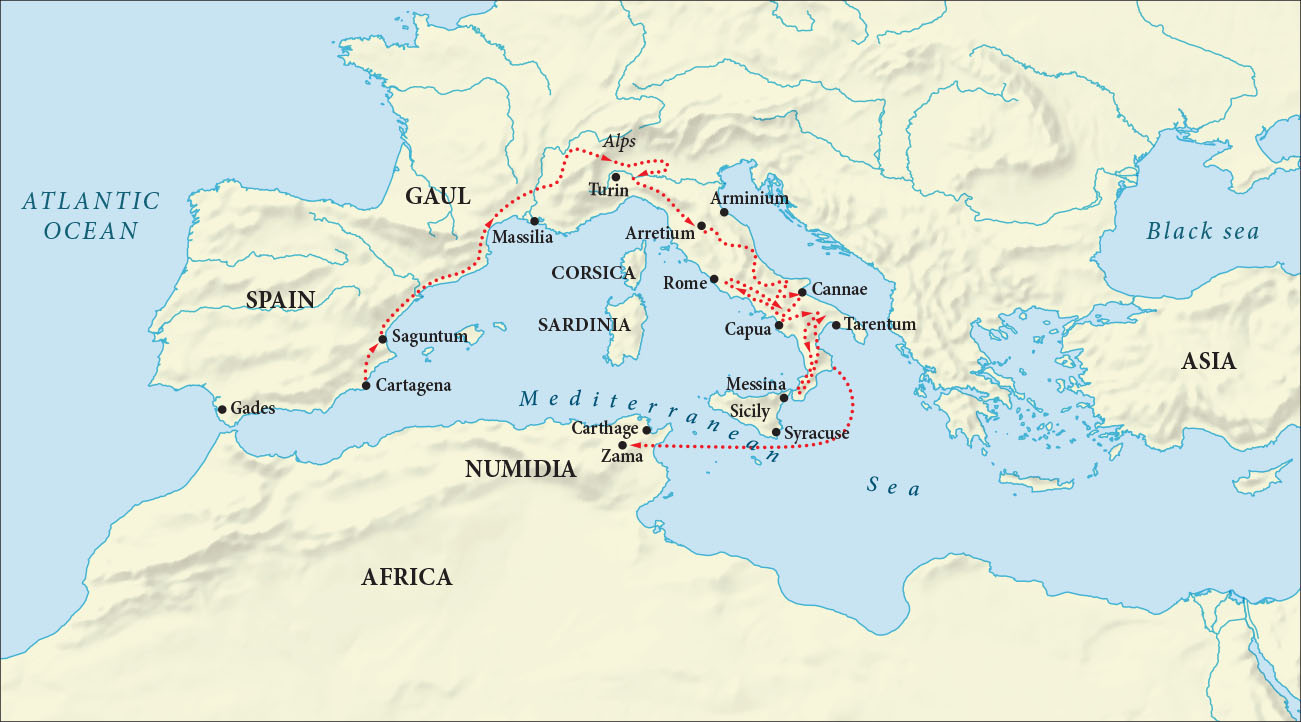 Alps
Turin
GAUL
ATLANTIC
OCEAN
Arminium
Massilia
Arretium
Black sea
CORSICA
Rome
Cannae
SPAIN
SARDINIA
Capua
Tarentum
Saguntum
ASIA
Cartagena
Messina
Mediterranean
Sea
Gades
Sicily
Carthage
Syracuse
Zama
NUMIDIA
AFRICA